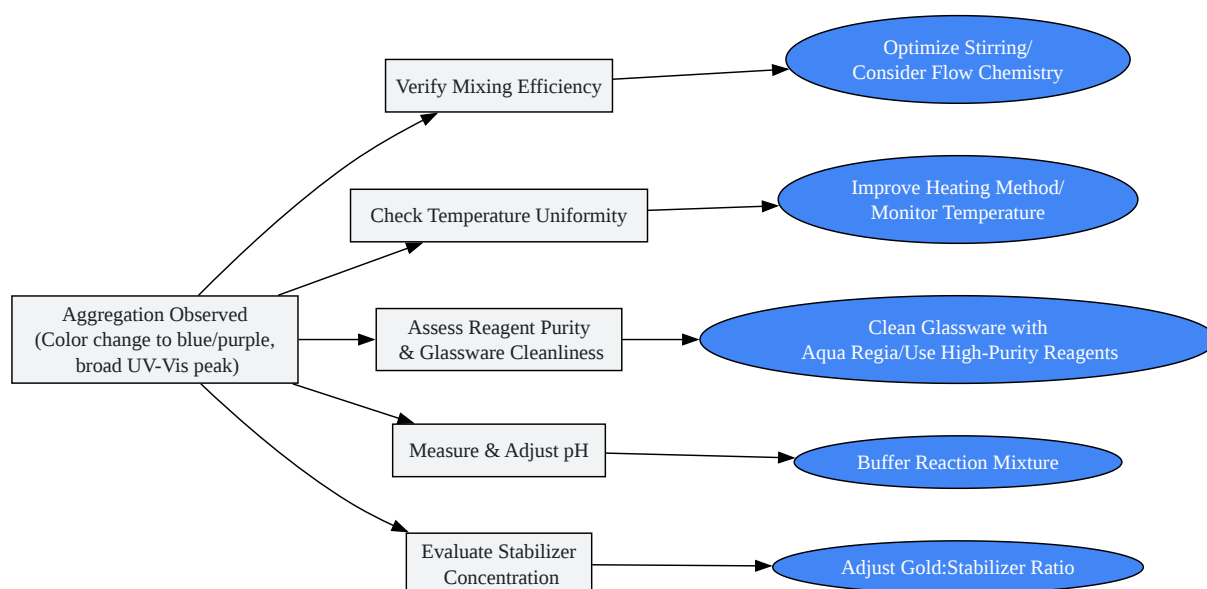 Optimize Stirring/
Consider Flow Chemistry
Verify Mixing Efficiency
Improve Heating Method/
Monitor Temperature
Check Temperature Uniformity
Aggregation Observed
(Color change to blue/purple,
broad UV-Vis peak)
Assess Reagent Purity
& Glassware Cleanliness
Clean Glassware with
Aqua Regia/Use High-Purity Reagents
Measure & Adjust pH
Buffer Reaction Mixture
Evaluate Stabilizer
Concentration
Adjust Gold:Stabilizer Ratio